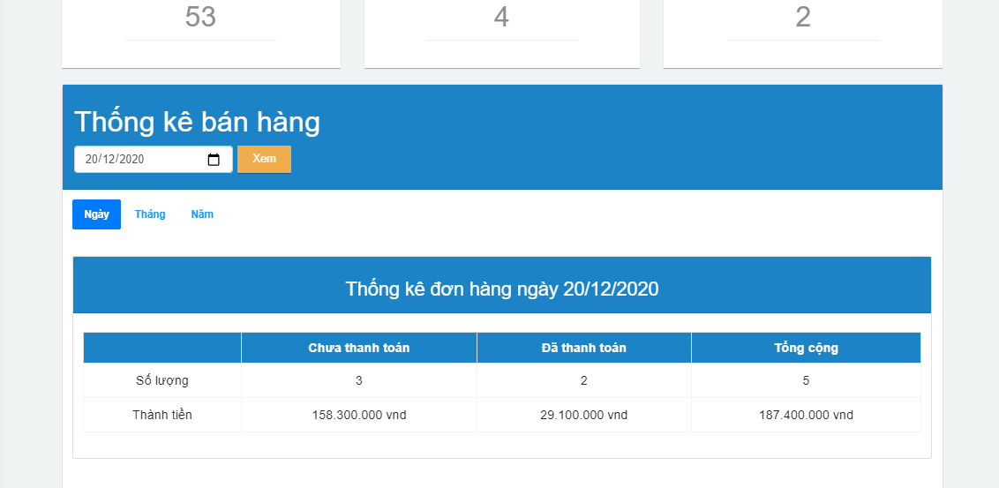 53 4 2
Thống kê bán hàng
20/12/2020 Xem
Ngày Tháng Năm
Thống kê đơn hàng ngày 20/12/2020
Chưa thanh toán Đã thanh toán Tổng cộng
Số lượng 3 2 5
Thành tiền 158.300.000 vnd 29.100.000 vnd 187.400.000 vnd